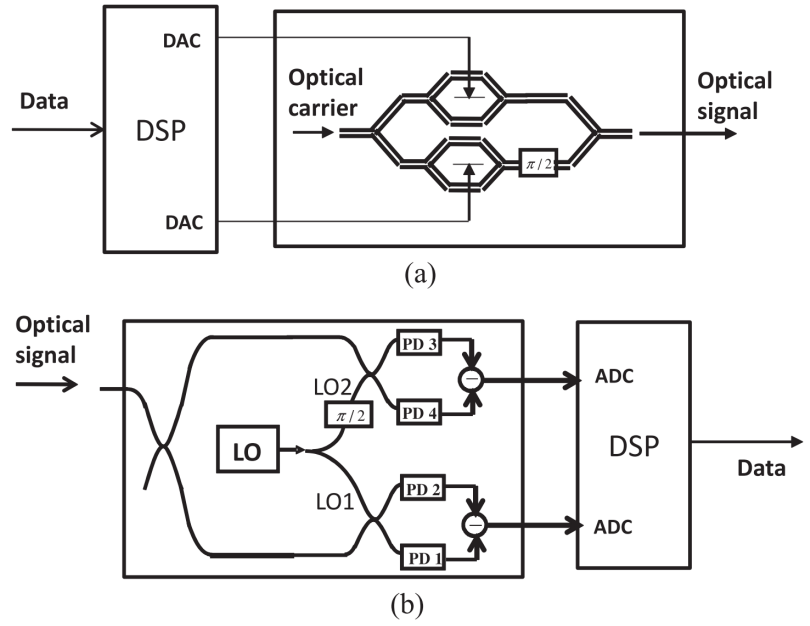 DAC
Data
DSP
DAC
Optical
carrier
π/2
Optical
signal
(a)
Optical
signal
LO
LO2
π/2
LO1
PD 3
PD 4
PD 2
PD 1
−
−
ADC
DSP
ADC
Data
(b)